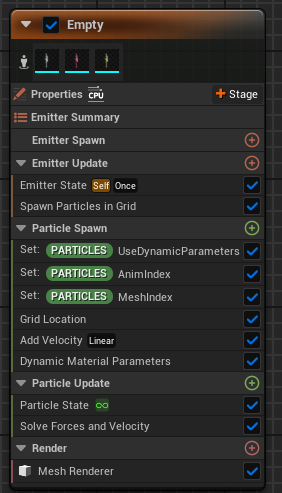 Empty
Properties CPU + Stage
Emitter Summary
Emitter Spawn
Emitter Update
Emitter State Self Once
Spawn Particles in Grid
Particle Spawn
Set: PARTICLES UseDynamicParameters
Set: PARTICLES AnimIndex
Set: PARTICLES MeshIndex
Grid Location
Add Velocity Linear
Dynamic Material Parameters
Particle Update
Particle State ∞
Solve Forces and Velocity
Render
Mesh Renderer